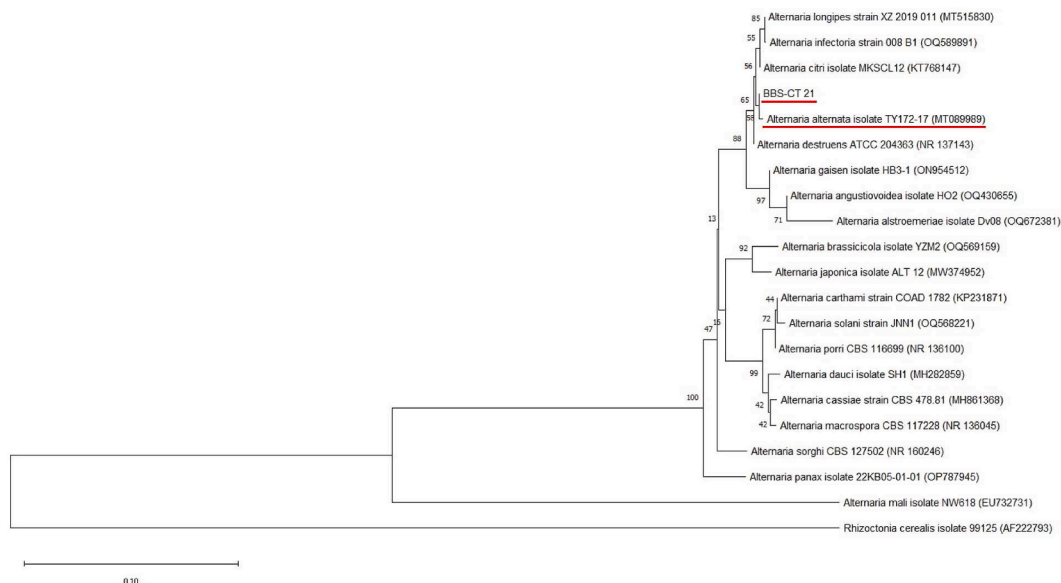 85
Alternaria longipes strain XZ 2019 011 (MT515830)
55
Alternaria infectoria strain 008 B1 (OQ589891)
56
Alternaria citri isolate MKSCL12 (KT768147)
65
BBS-CT 21
58
Alternaria alternata isolate TY172-17 (MT089989)
88
Alternaria destruens ATCC 204363 (NR 137143)
Alternaria gaisen isolate HB3-1 (ON954512)
97
Alternaria angustiovoidea isolate HO2 (OQ430655)
71
Alternaria alstroemeriae isolate Dv08 (OQ672381)
13
92
Alternaria brassicicola isolate YZM2 (OQ569159)
Alternaria japonica isolate ALT 12 (MW374952)
44
Alternaria carthami strain COAD 1782 (KP231871)
47
15
72
Alternaria solani strain JNN1 (OQ568221)
Alternaria porri CBS 116699 (NR 136100)
99
Alternaria dauci isolate SH1 (MH282859)
100
42
Alternaria cassiae strain CBS 478.81 (MH861368)
42
Alternaria macrospora CBS 117228 (NR 136045)
Alternaria sorghi CBS 127502 (NR 160246)
Alternaria panax isolate 22KB05-01-01 (OP787945)
Alternaria mali isolate NW618 (EU732731)
Rhizoctonia cerealis isolate 99125 (AF222793)
0.10